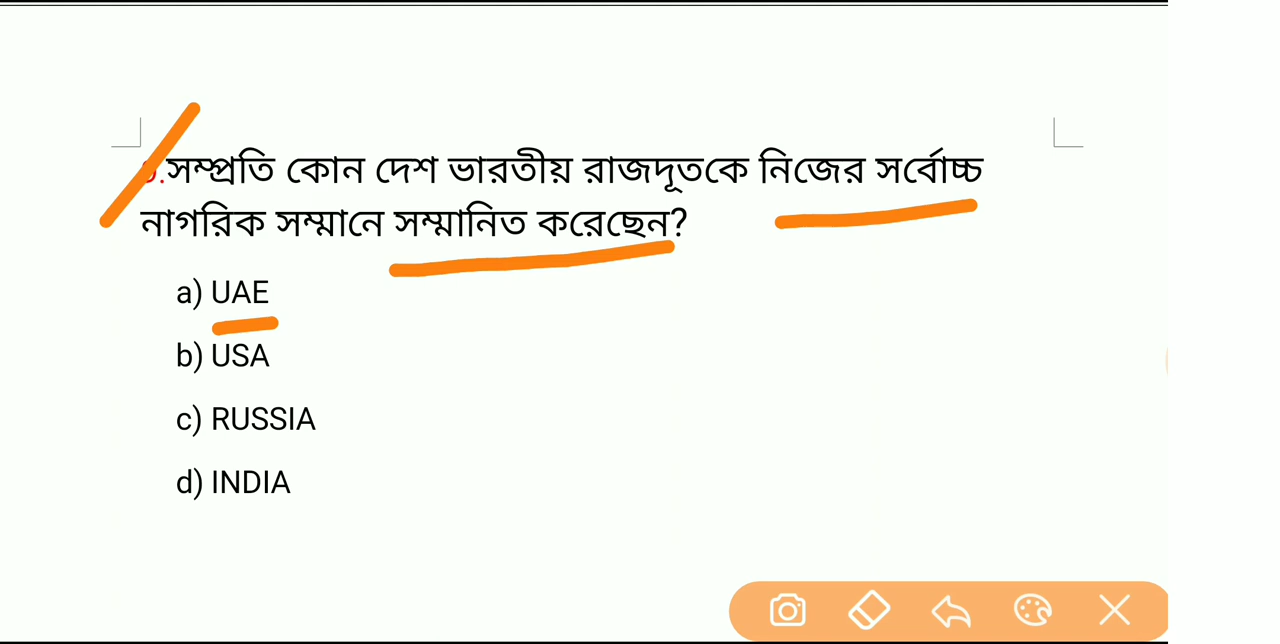 সম্প্রতি কোন দেশ ভারতীয় রাজদূতকে নিজের সর্বোচ্চ
নাগরিক সম্মানে সম্মানিত করেছেন?
a) UAE
b) USA
c) RUSSIA
d) INDIA